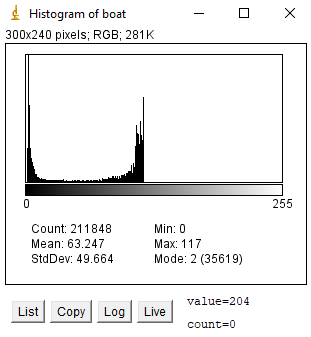 Histogram of boat
300x240 pixels; RGB; 281K
0 255
Count: 211848 Min: 0
Mean: 63.247 Max: 117
StdDev: 49.664 Mode: 2 (35619)
List Copy Log Live value=204
count=0